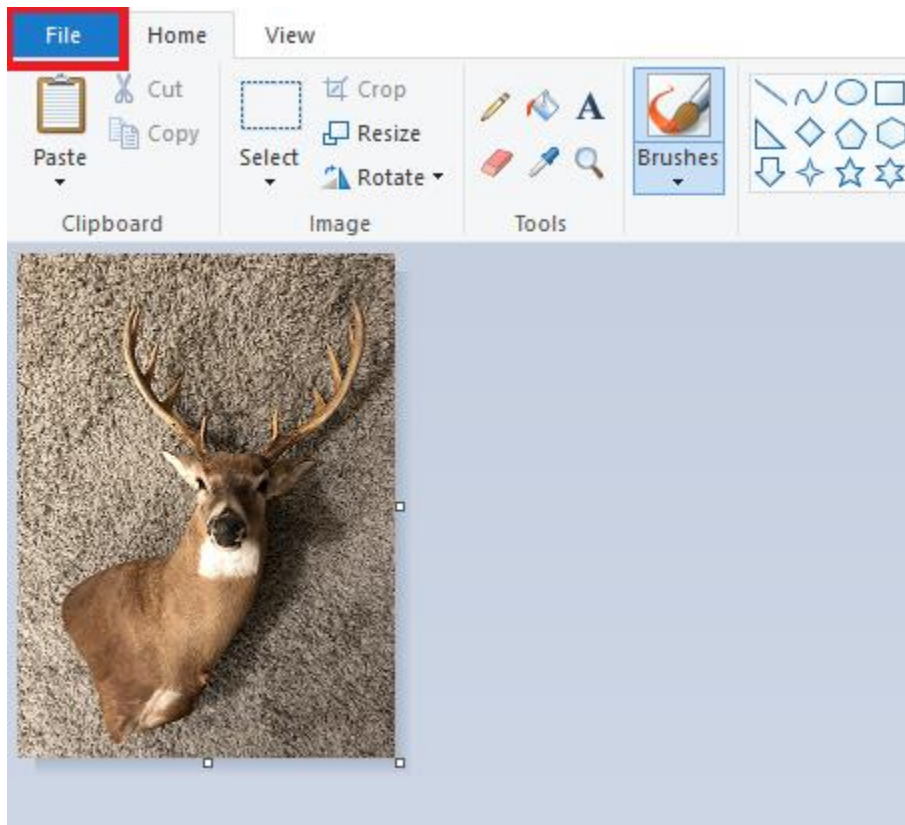 File Home View
Cut
Copy
Paste
Clipboard
Crop
Resize
Select
Rotate
Image
A
Tools
Brushes